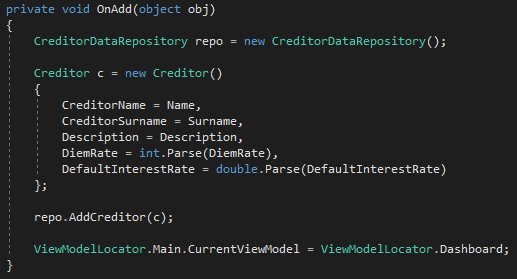 private void OnAdd(object obj)
{
CreditorDataRepository repo = new CreditorDataRepository();
Creditor c = new Creditor()
{
CreditorName = Name,
CreditorSurname = Surname,
Description = Description,
DiemRate = int.Parse(DiemRate),
DefaultInterestRate = double.Parse(DefaultInterestRate)
};
repo.AddCreditor(c);
ViewModelLocator.Main.CurrentViewModel = ViewModelLocator.Dashboard;
}